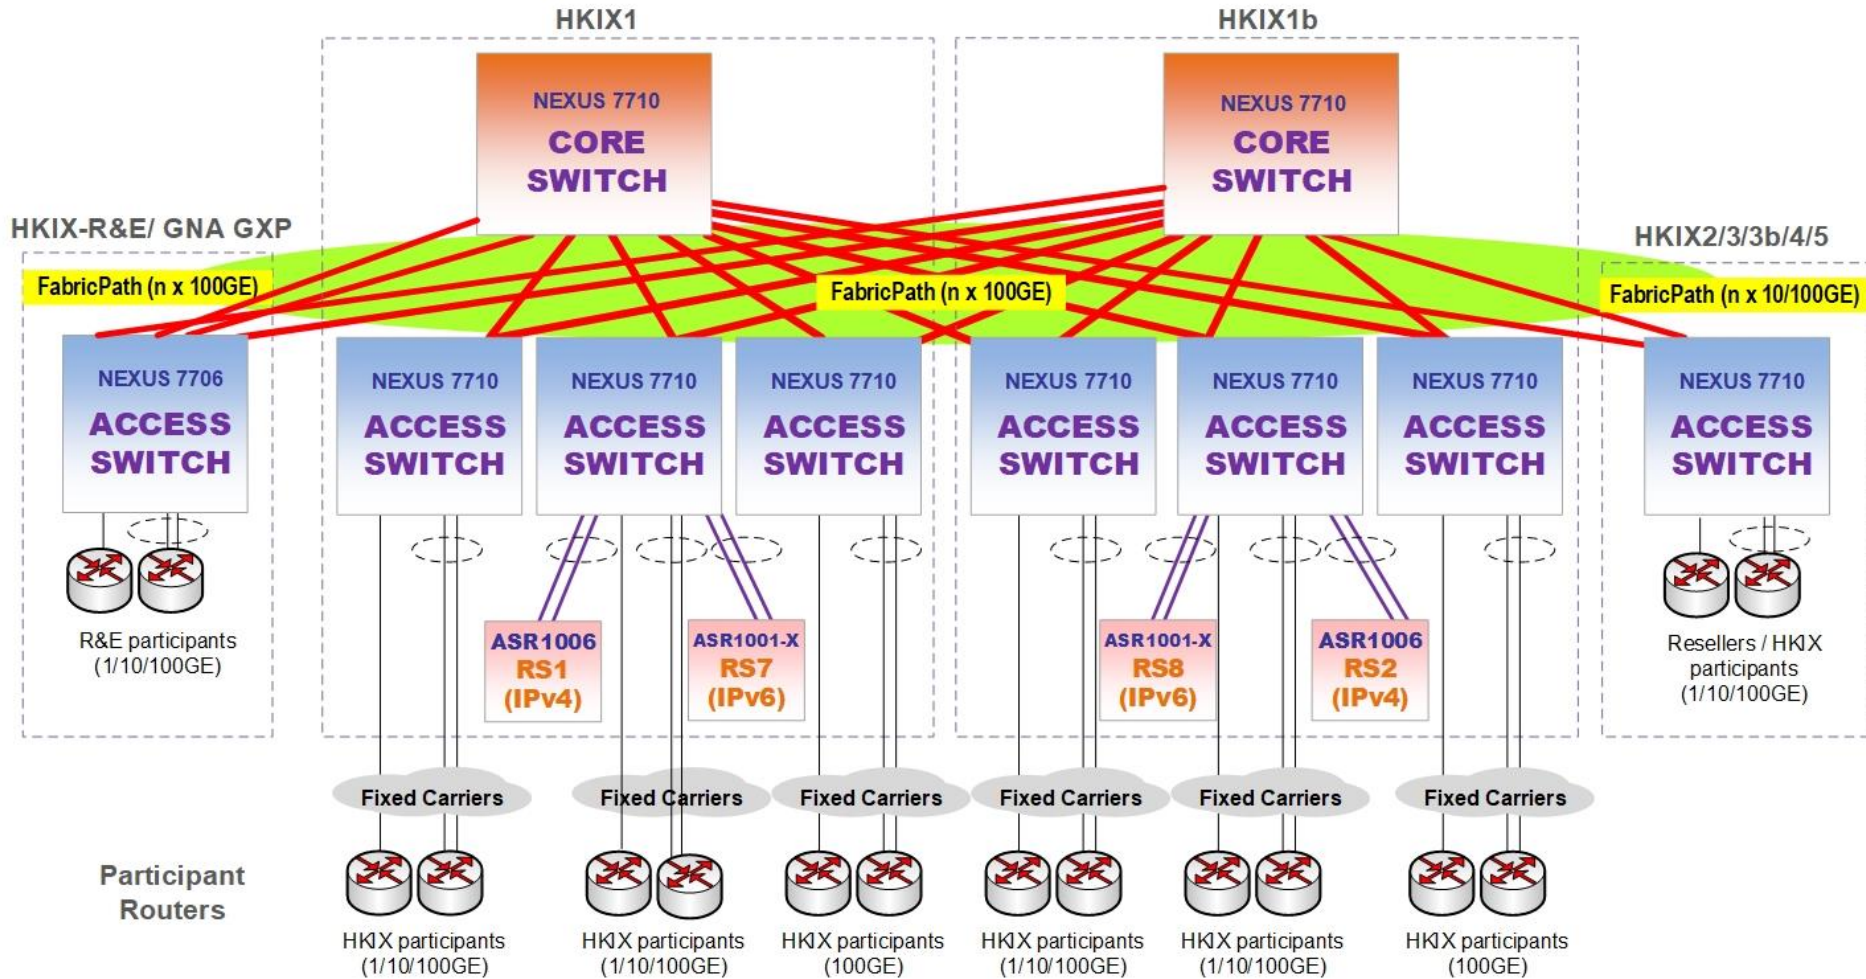 HKIX1
HKIX1b
NEXUS 7710
CORE
SWITCH
NEXUS 7710
CORE
SWITCH
HKIX-R&E/ GNA GXP
HKIX2/3/3b/4/5
FabricPath (n x 100GE)
FabricPath (n x 100GE)
FabricPath (n x 10/100GE)
NEXUS 7706
ACCESS
SWITCH
NEXUS 7710
ACCESS
SWITCH
NEXUS 7710
ACCESS
SWITCH
NEXUS 7710
ACCESS
SWITCH
NEXUS 7710
ACCESS
SWITCH
NEXUS 7710
ACCESS
SWITCH
NEXUS 7710
ACCESS
SWITCH
NEXUS 7710
ACCESS
SWITCH
R&E participants
(1/10/100GE)
ASR1006
RS1
(IPv4)
ASR1001-X
RS7
(IPv6)
ASR1001-X
RS8
(IPv6)
ASR1006
RS2
(IPv4)
Resellers / HKIX
participants
(1/10/100GE)
Fixed Carriers
Fixed Carriers
Fixed Carriers
Fixed Carriers
Fixed Carriers
Fixed Carriers
Participant
Routers
HKIX participants
(1/10/100GE)
HKIX participants
(1/10/100GE)
HKIX participants
(100GE)
HKIX participants
(1/10/100GE)
HKIX participants
(1/10/100GE)
HKIX participants
(100GE)